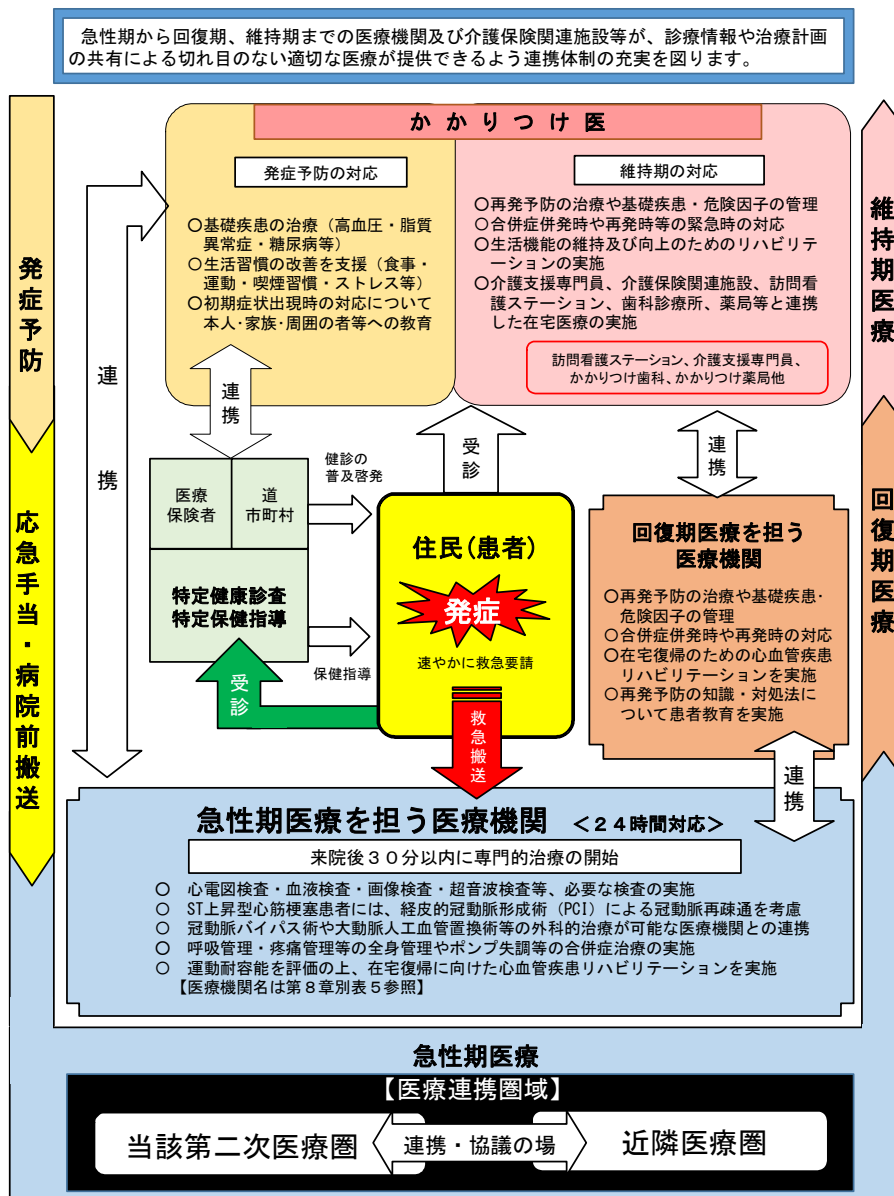 急性期から回復期、維持期までの医療機関及び介護保険関連施設等が、診療情報や治療計画
の共有による切れ目のない適切な医療が提供できるよう連携体制の充実を図ります。
かかりつけ医
発症予防の対応
○基礎疾患の治療（高血圧・脂質
異常症・糖尿病等）
○生活習慣の改善を支援（食事・
運動・喫煙習慣・ストレス等）
○初期症状出現時の対応について
本人･家族･周囲の者等への教育
維持期の対応
○再発予防の治療や基礎疾患・危険因子の管理
○合併症併発時や再発時等の緊急時の対応
○生活機能の維持及び向上のためのリハビリテ
ーションの実施
○介護支援専門員、介護保険関連施設、訪問看
護ステーション、歯科診療所、薬局等と連携
した在宅医療の実施
訪問看護ステーション、介護支援専門員、
かかりつけ歯科、かかりつけ薬局他
発症予防
応急手当・病院前搬送
維持期医療
回復期医療
連携
連携
受診
連携
医療
保険者
道
市町村
健診の
普及啓発
特定健康診査
特定保健指導
保健指導
受診
住民(患者)
発症
速やかに救急要請
救急搬送
回復期医療を担う
医療機関
○再発予防の治療や基礎疾患･
危険因子の管理
○合併症併発時や再発時の対応
○在宅復帰のための心血管疾患
リハビリテーションを実施
○再発予防の知識・対処法に
ついて患者教育を実施
連携
急性期医療を担う医療機関 ＜２４時間対応＞
来院後３０分以内に専門的治療の開始
○ 心電図検査・血液検査・画像検査・超音波検査等、必要な検査の実施
○ ST上昇型心筋梗塞患者には、経皮的冠動脈形成術（PCI）による冠動脈再疎通を考慮
○ 冠動脈バイパス術や大動脈人工血管置換術等の外科的治療が可能な医療機関との連携
○ 呼吸管理・疼痛管理等の全身管理やポンプ失調等の合併症治療の実施
○ 運動耐容能を評価の上、在宅復帰に向けた心血管疾患リハビリテーションを実施
【医療機関名は第８章別表５参照】
急性期医療
【医療連携圏域】
当該第二次医療圏
連携・協議の場
近隣医療圏